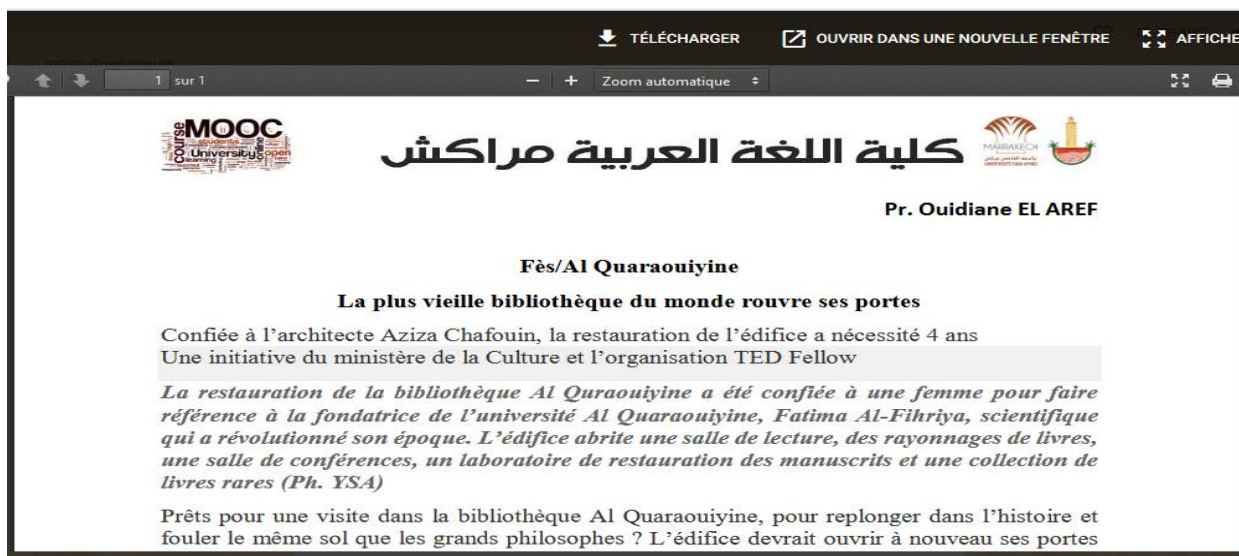 TÉLÉCHARGER OUVRIR DANS UNE NOUVELLE FENÊTRE AFFICHE
1 sur 1 Zoom automatique
MOOC
course
students
University
online
open
learning
كلية اللغة العربية مراكش
MARRAKECH
Pr. Ouidiane EL AREF
Fès/Al Quaraouiyine
La plus vieille bibliothèque du monde rouvre ses portes
Confiée à l’architecte Aziza Chafouin, la restauration de l’édifice a nécessité 4 ans
Une initiative du ministère de la Culture et l’organisation TED Fellow
La restauration de la bibliothèque Al Quraouiyine a été confiée à une femme pour faire
référence à la fondatrice de l’université Al Quaraouiyine, Fatima Al-Fihriya, scientifique
qui a révolutionné son époque. L’édifice abrite une salle de lecture, des rayonnages de livres,
une salle de conférences, un laboratoire de restauration des manuscrits et une collection de
livres rares (Ph. YSA)
Prêts pour une visite dans la bibliothèque Al Quaraouiyine, pour replonger dans l’histoire et
fouler le même sol que les grands philosophes ? L’édifice devrait ouvrir à nouveau ses portes